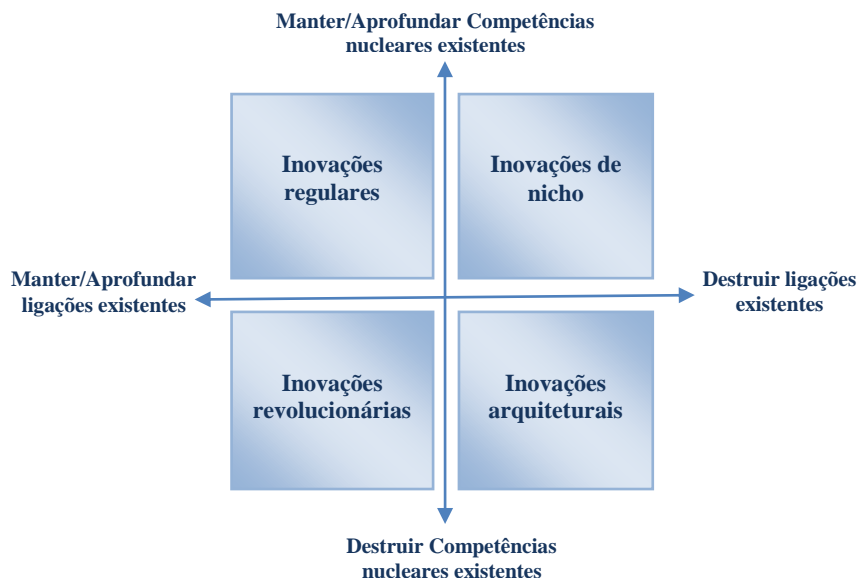 Manter/Aprofundar Competências
nucleares existentes
Inovações
regulares
Inovações de
nicho
Manter/Aprofundar
ligações existentes
Destruir ligações
existentes
Inovações
revolucionárias
Inovações
arquiteturais
Destruir Competências
nucleares existentes